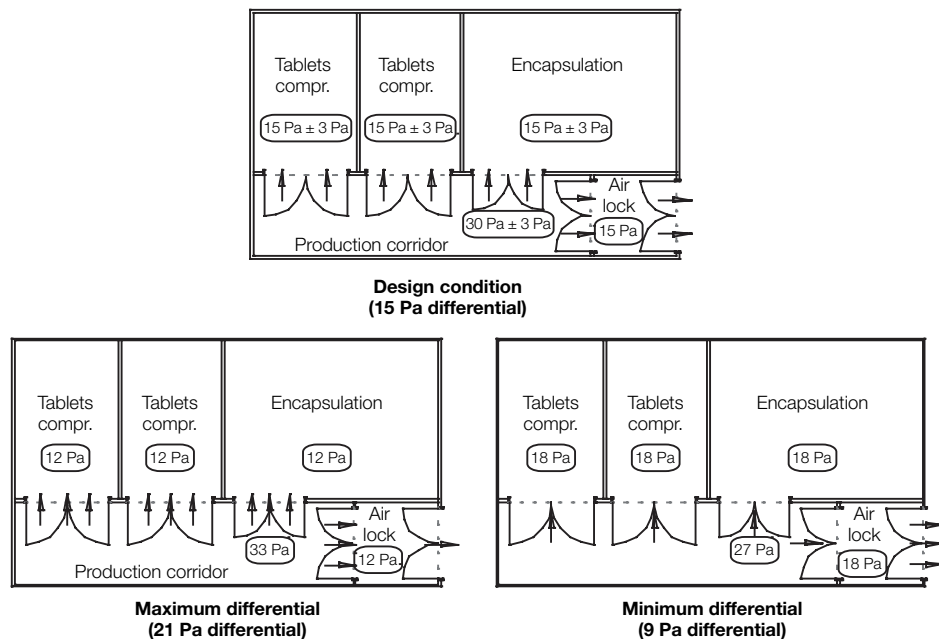 Tablets
compr.
Tablets
compr.
Encapsulation
15 Pa ± 3 Pa
15 Pa ± 3 Pa
15 Pa ± 3 Pa
Air
lock
15 Pa
30 Pa ± 3 Pa
Production corridor
Design condition
(15 Pa differential)
Tablets
compr.
Tablets
compr.
Encapsulation
12 Pa
12 Pa
12 Pa
Air
lock
12 Pa
33 Pa
Production corridor
Maximum differential
(21 Pa differential)
Tablets
compr.
Tablets
compr.
Encapsulation
18 Pa
18 Pa
18 Pa
Air
lock
18 Pa
27 Pa
Production corridor
Minimum differential
(9 Pa differential)